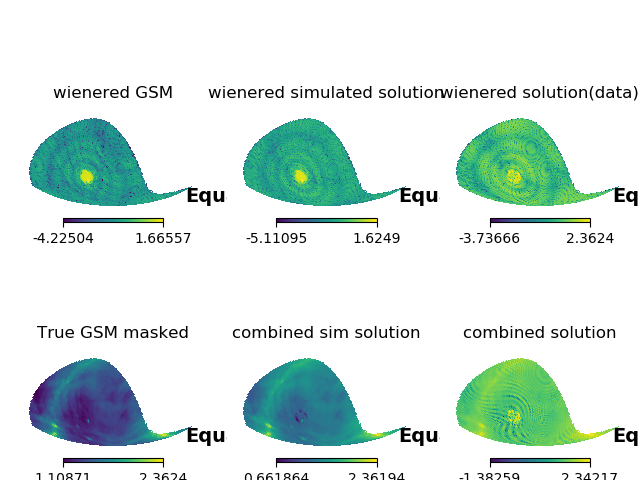 wienered GSM
wienered simulated solution
wienered solution(data)
Equ
Equ
Eq
-4.22504 1.66557
-5.11095 1.6249
-3.73666 2.3624
True GSM masked
combined sim solution
combined solution
Equ
Equ
Eq
1.10871 2.3624
0.661864 2.36194
-1.38259 2.34217